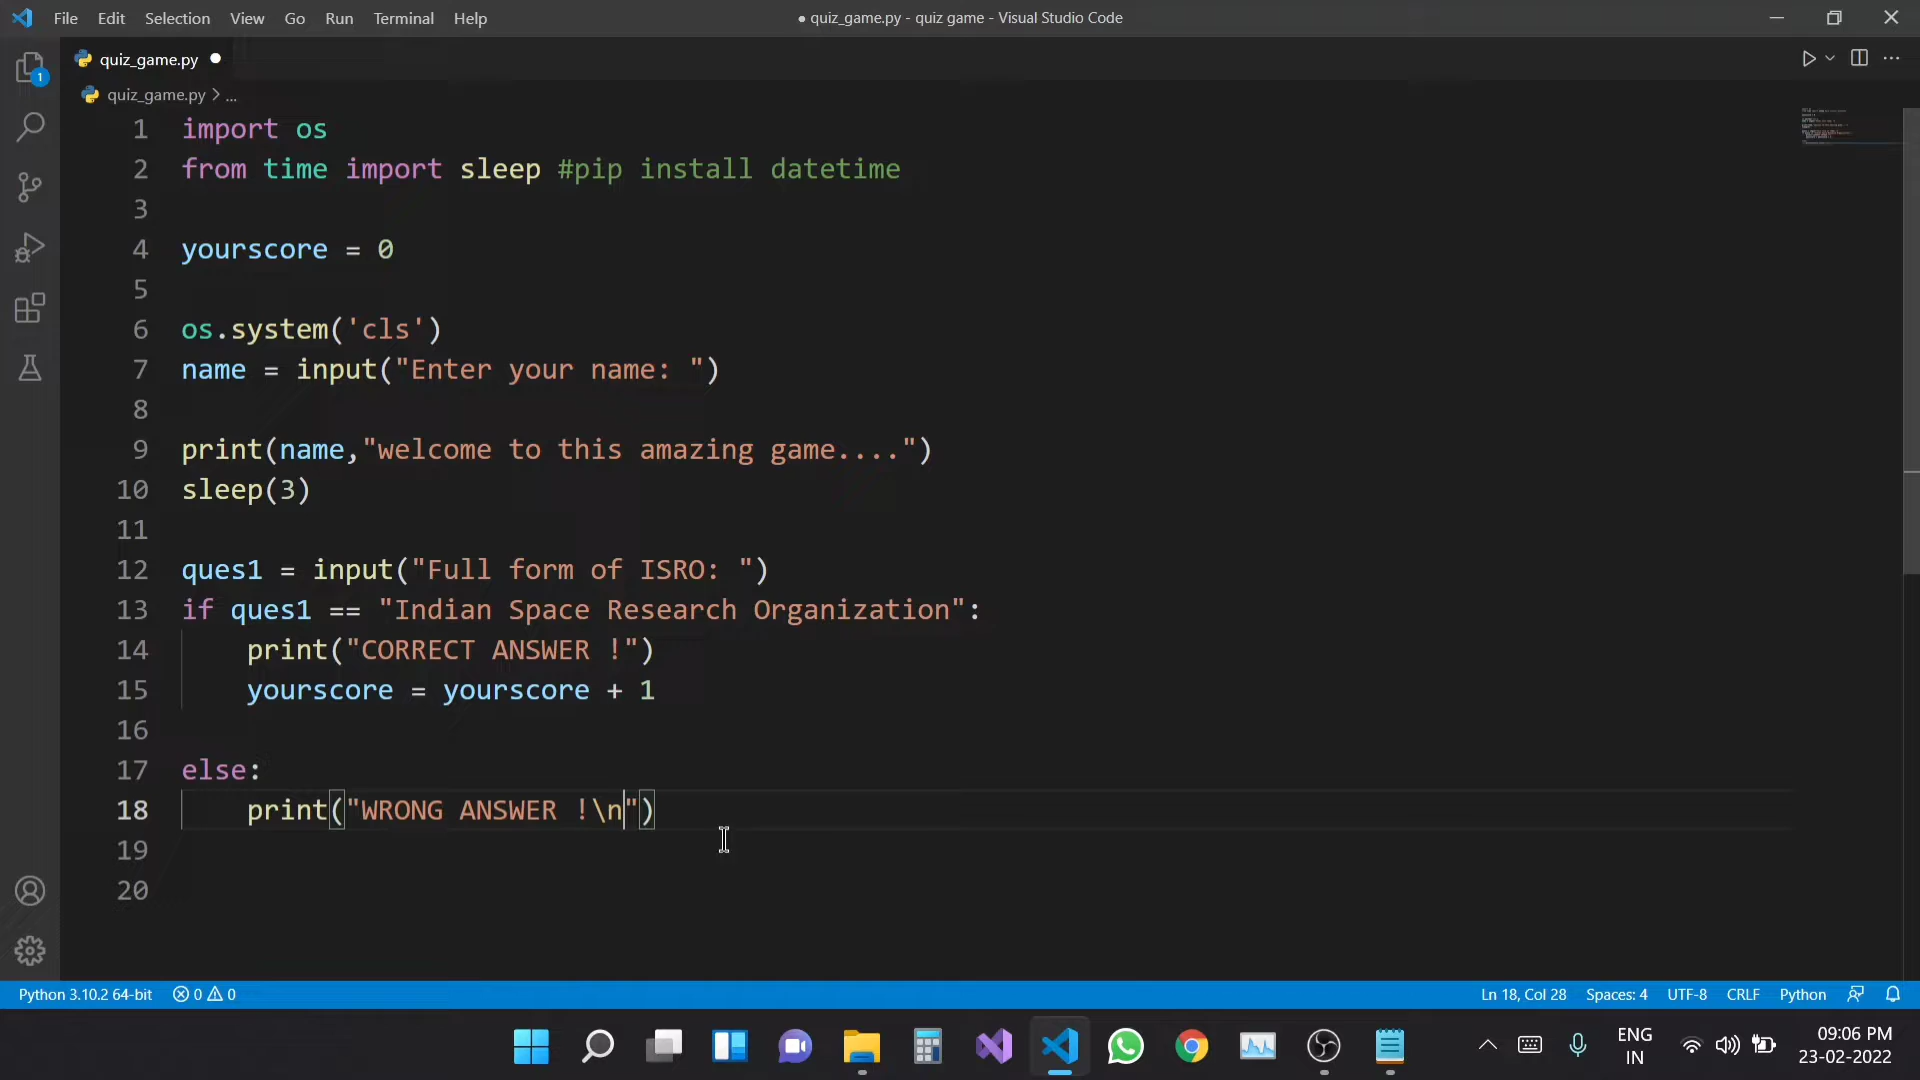 File Edit Selection View Go Run Terminal Help
● quiz_game.py - quiz game - Visual Studio Code
quiz_game.py ●
1
quiz_game.py > ...
1 import os
2 from time import sleep #pip install datetime
3
4 yourscore = 0
5
6 os.system('cls')
7 name = input("Enter your name: ")
8
9 print(name,"welcome to this amazing game....")
10 sleep(3)
11
12 ques1 = input("Full form of ISRO: ")
13 if ques1 == "Indian Space Research Organization":
14     print("CORRECT ANSWER !")
15     yourscore = yourscore + 1
16
17 else:
18     print("WRONG ANSWER !\n")
19
20
Python 3.10.2 64-bit 0 0 Ln 18, Col 28 Spaces: 4 UTF-8 CRLF Python
ENG 09:06 PM
IN 23-02-2022